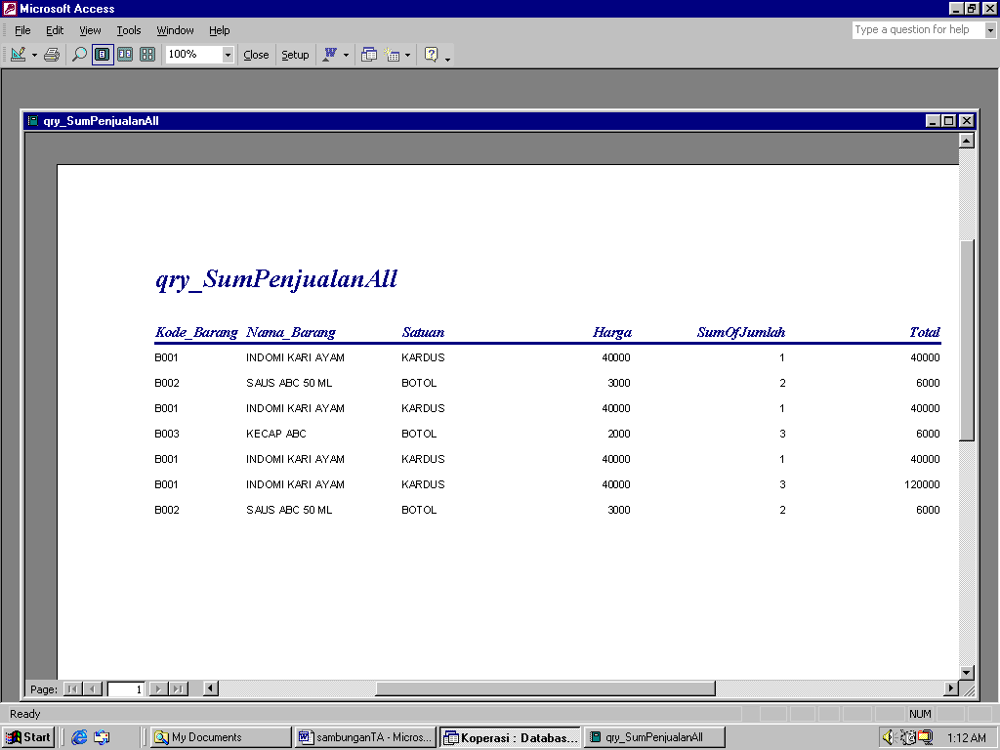 Microsoft Access
File Edit View Tools Window Help
Type a question for help
100% Close Setup
qry_SumPenjualanAll
qry_SumPenjualanAll
Kode_Barang Nama_Barang Satuan Harga SumOfJumlah Total
B001 INDOMI KARI AYAM KARDUS 40000 1 40000
B002 SAUS ABC 50 ML BOTOL 3000 2 6000
B001 INDOMI KARI AYAM KARDUS 40000 1 40000
B003 KECAP ABC BOTOL 2000 3 6000
B001 INDOMI KARI AYAM KARDUS 40000 1 40000
B001 INDOMI KARI AYAM KARDUS 40000 3 120000
B002 SAUS ABC 50 ML BOTOL 3000 2 6000
Page: 1
Ready NUM
Start My Documents sambunganTA - Micros... Koperasi : Databas... qry_SumPenjualanAll 1:12 AM